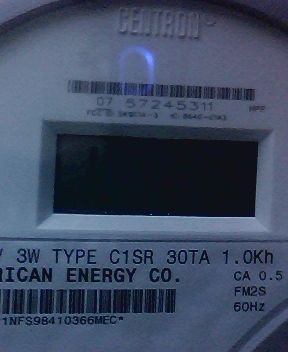 CENTRON
07 57245311
V 3W TYPE C1SR 30TA 1.0Kh
RICAN ENERGY CO.
CA 0.5
FM2S
60Hz
1NFS98410366MEC*